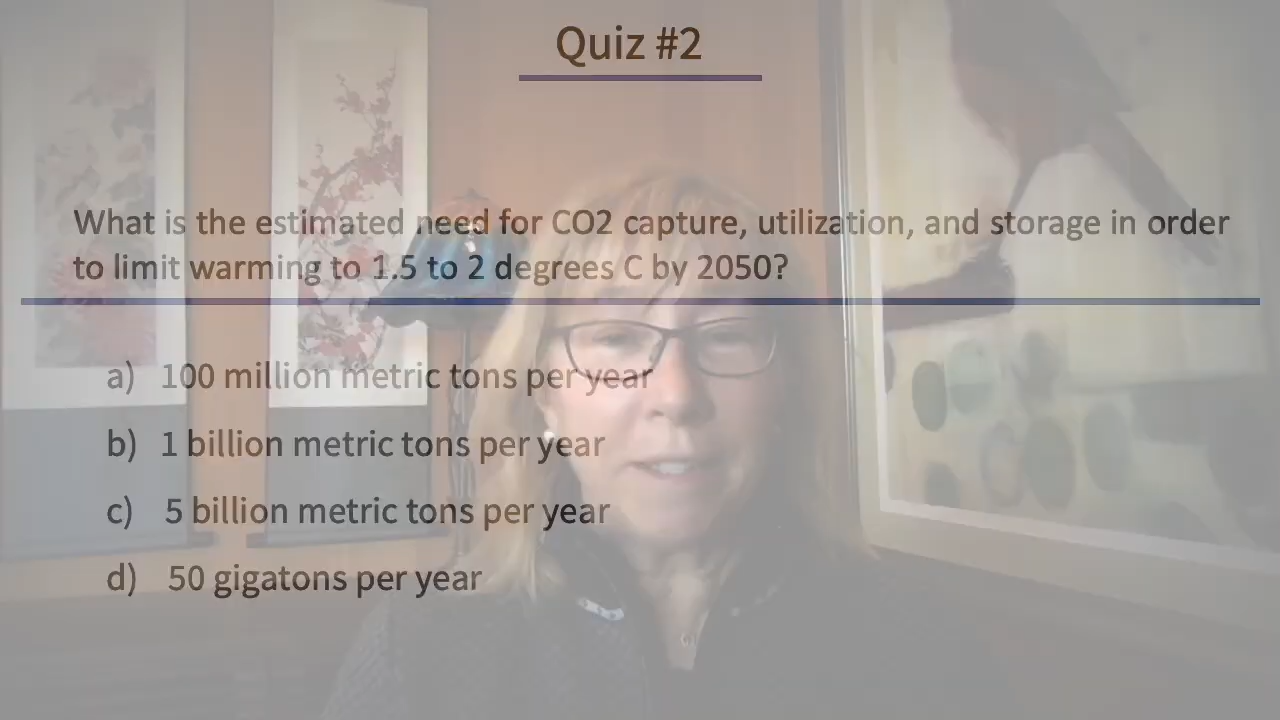 Quiz #2
What is the estimated need for CO2 capture, utilization, and storage in order
to limit warming to 1.5 to 2 degrees C by 2050?
a) 100 million metric tons per year
b) 1 billion metric tons per year
c) 5 billion metric tons per year
d) 50 gigatons per year